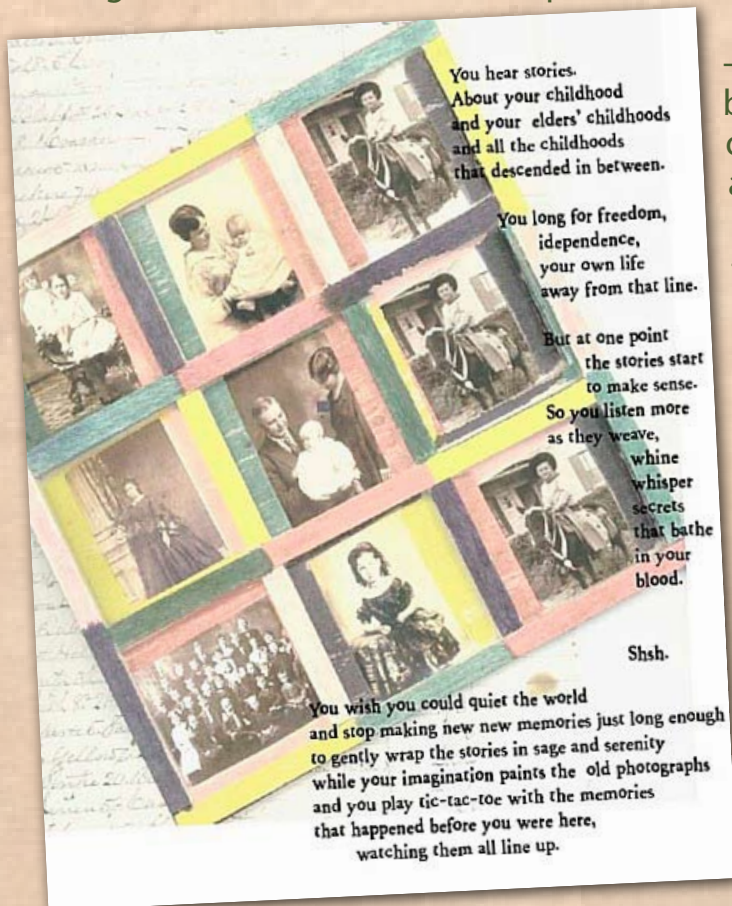 You hear stories.
About your childhood
and your elders' childhoods
and all the childhoods
that descended in between.
You long for freedom,
idependence,
your own life
away from that line.
But at one point
the stories start
to make sense.
So you listen more
as they weave,
whine
whisper
secrets
that bathe
in your
blood.
Shsh.
You wish you could quiet the world
and stop making new new memories just long enough
to gently wrap the stories in sage and serenity
while your imagination paints the old photographs
and you play tic-tac-toe with the memories
that happened before you were here,
watching them all line up.